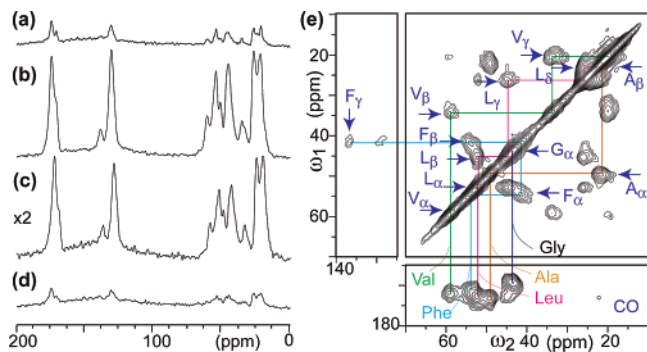 (a)
(b)
(c)
x2
(d)
200 100 (ppm) 0
(e)
ω1 (ppm)
20
40
60
140
180
Fγ
Vγ
Lδ
Aβ
Lγ
Vβ
Fβ
Lβ
Gα
Lα
Fα
Aα
Vα
Gly
Val
Ala
Phe
Leu
CO
60 40 ω2 (ppm) 20